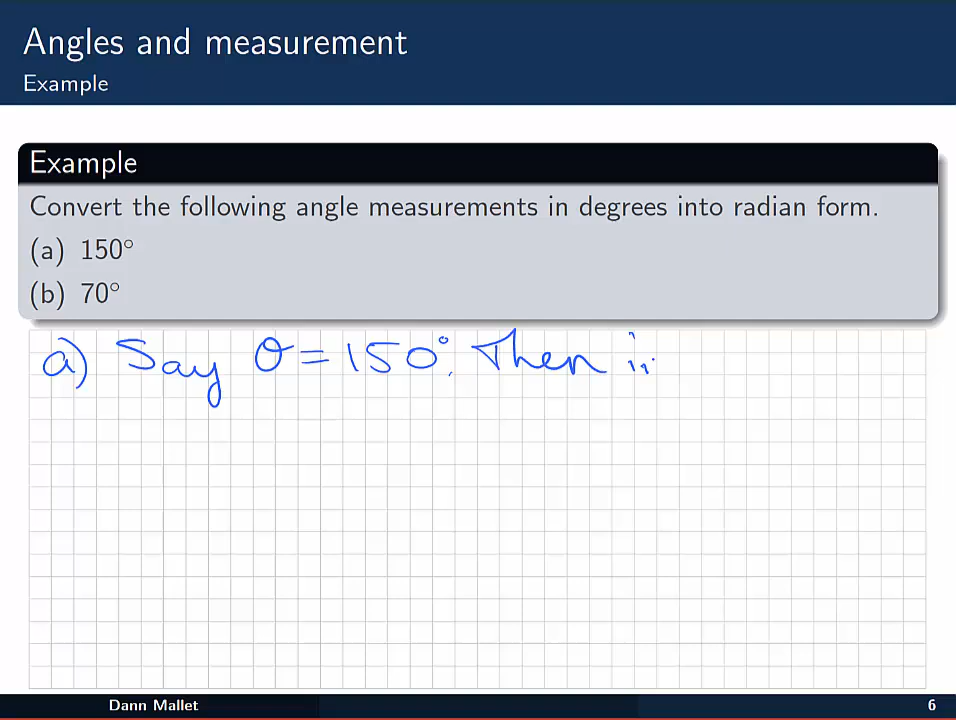 Angles and measurement
Example
Example
Convert the following angle measurements in degrees into radian form.
(a) 150°
(b) 70°
a) Say θ = 150°. Then
Dann Mallet
6